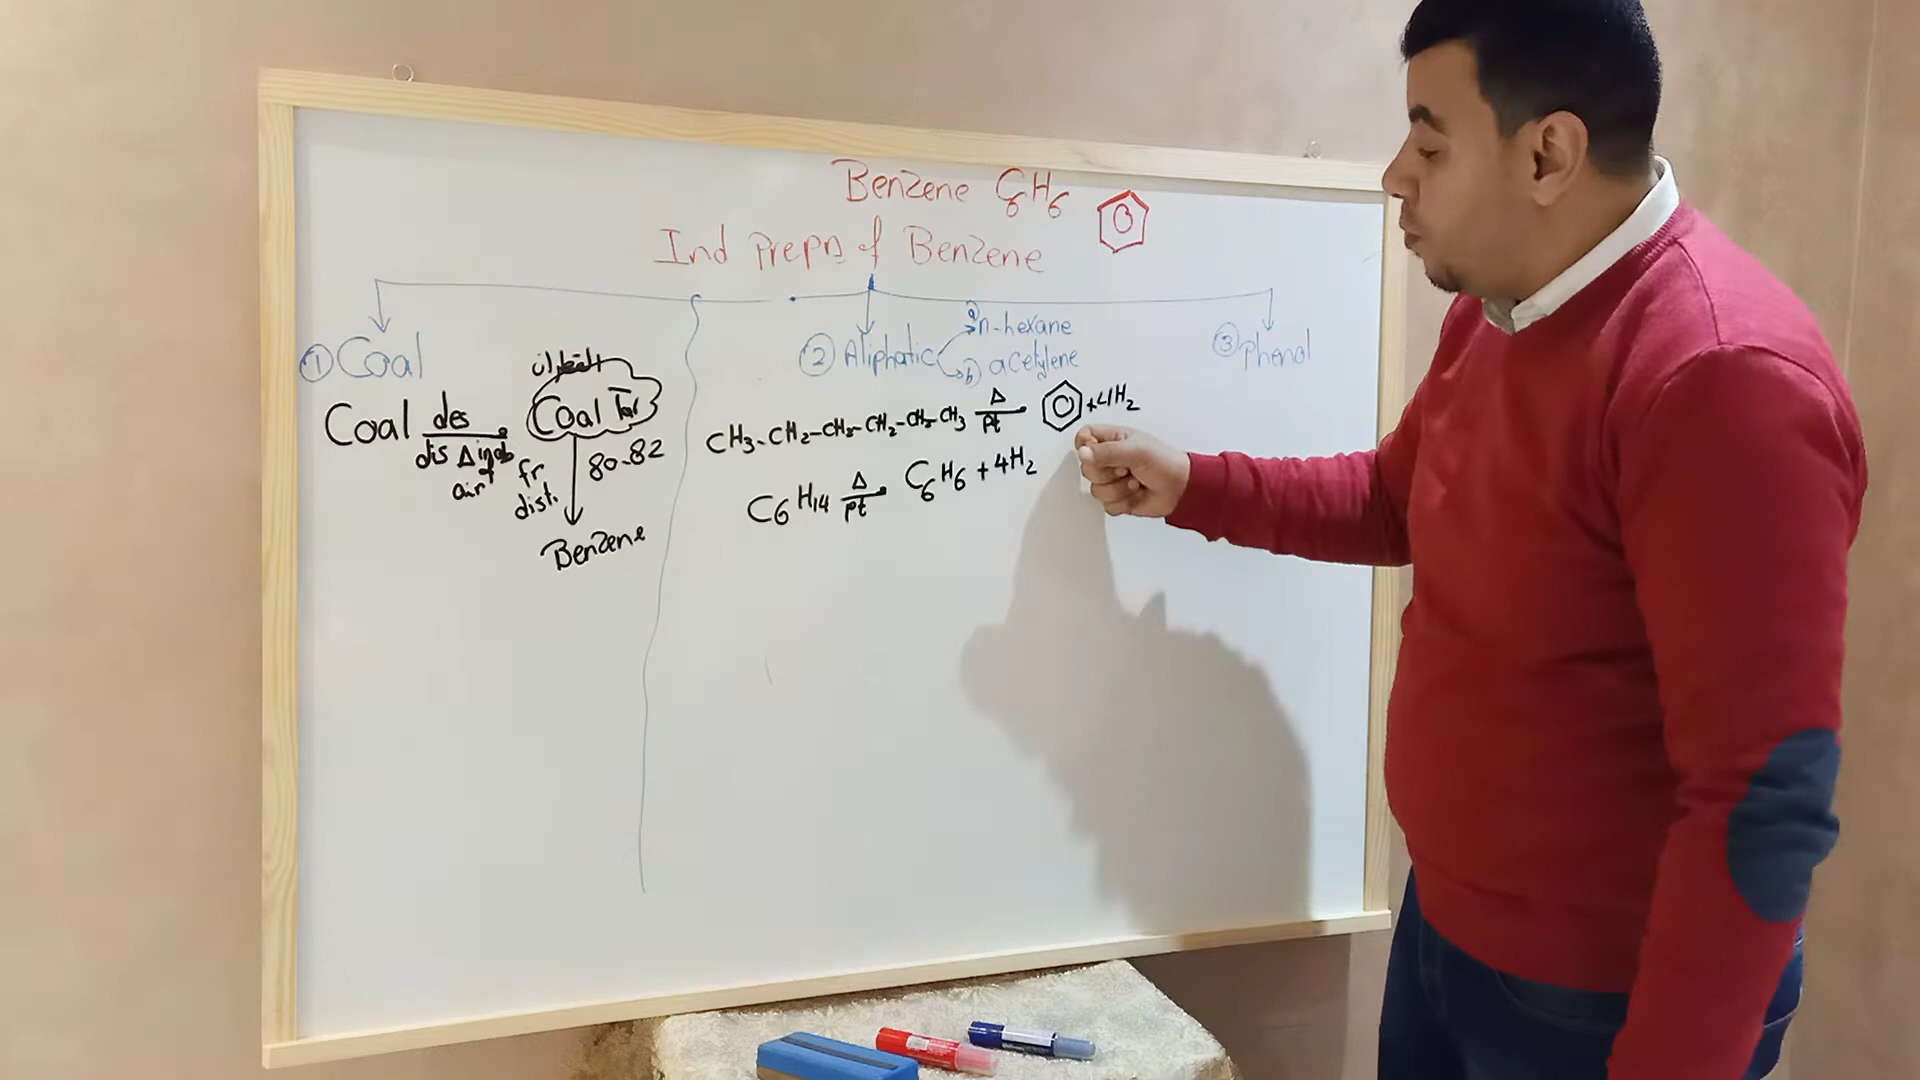 Benzene C6H6
Ind Prepn of Benzene
① Coal
Coal des dis Δ in ab air
Coal Tar
fr dist. 80-82
Benzene
② Aliphatic
a) n-hexane
b) acetylene
CH3-CH2-CH2-CH2-CH2-CH3 Δ pt + 4H2
C6H14 Δ pt C6H6 + 4H2
③ phenol